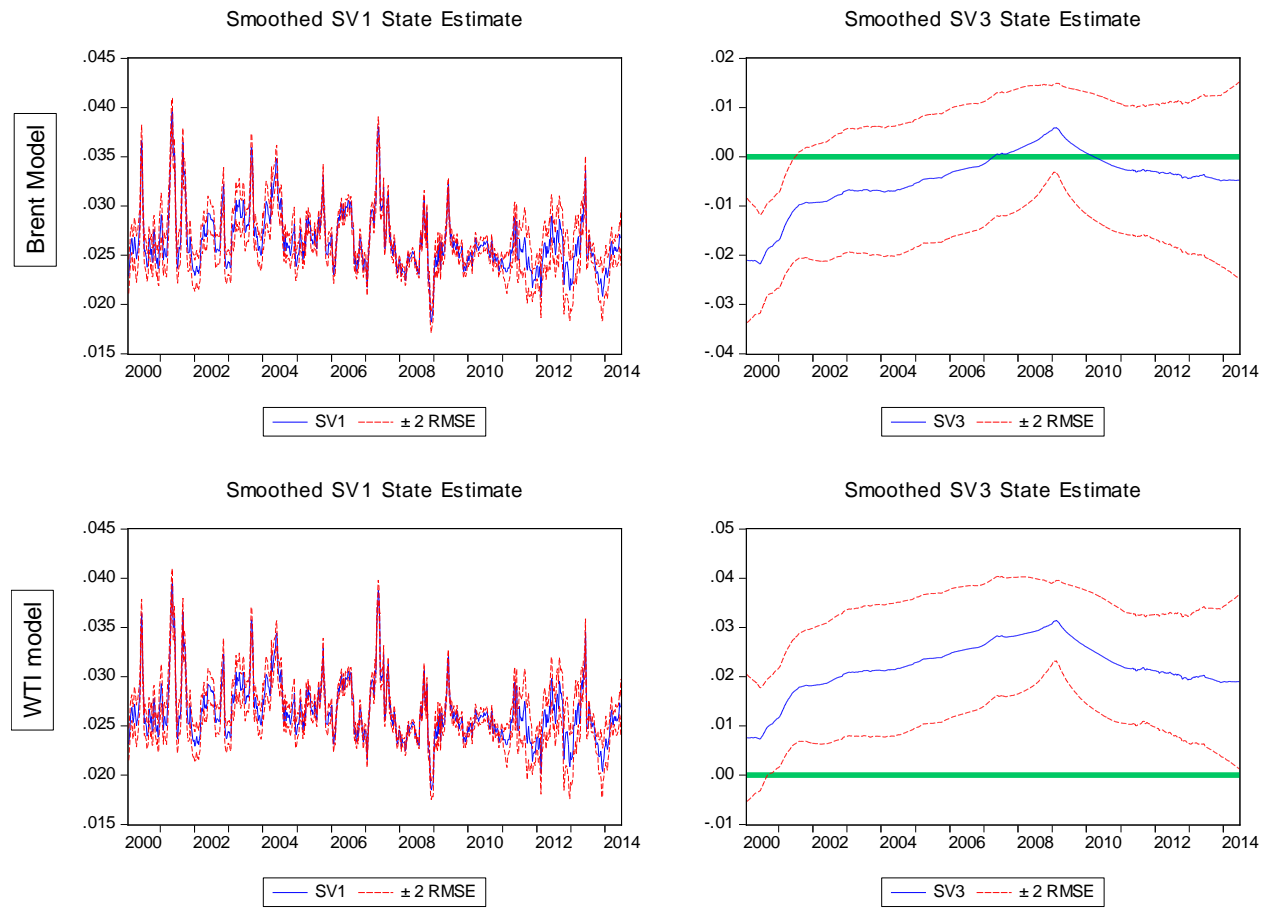 Smoothed SV1 State Estimate
.045
.040
.035
.030
.025
.020
.015
2000 2002 2004 2006 2008 2010 2012 2014
SV1 ± 2 RMSE
Brent Model
Smoothed SV3 State Estimate
.02
.01
.00
-.01
-.02
-.03
-.04
2000 2002 2004 2006 2008 2010 2012 2014
SV3 ± 2 RMSE
Smoothed SV1 State Estimate
.045
.040
.035
.030
.025
.020
.015
2000 2002 2004 2006 2008 2010 2012 2014
SV1 ± 2 RMSE
WTI model
Smoothed SV3 State Estimate
.05
.04
.03
.02
.01
.00
-.01
2000 2002 2004 2006 2008 2010 2012 2014
SV3 ± 2 RMSE